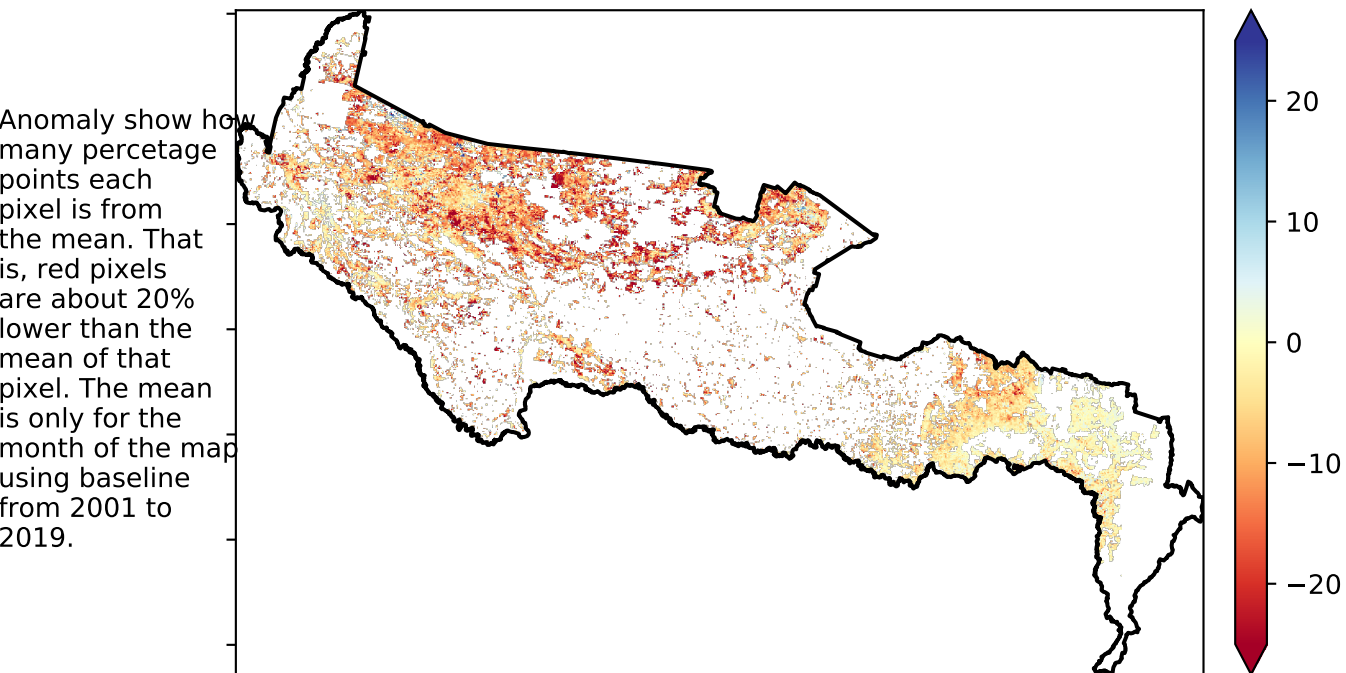 Anomaly show how
many percetage
points each
pixel is from
the mean. That
is, red pixels
are about 20%
lower than the
mean of that
pixel. The mean
is only for the
month of the map
using baseline
from 2001 to
2019.
20
10
0
−10
−20